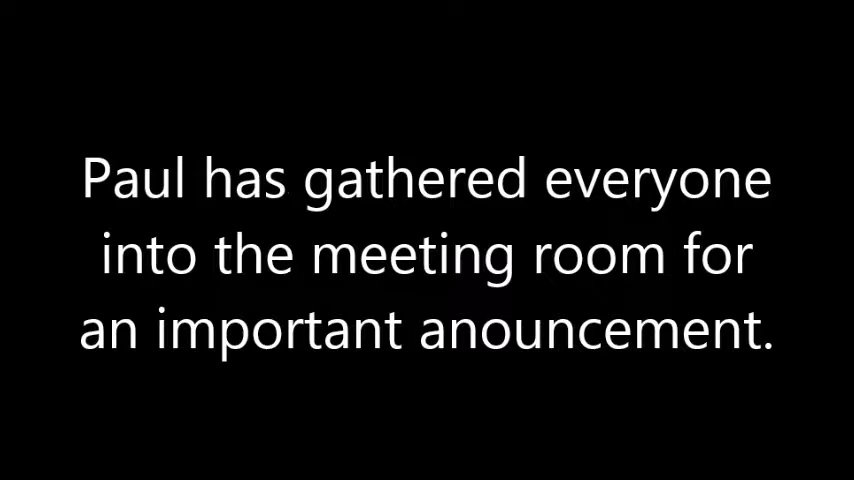 Paul has gathered everyone
into the meeting room for
an important anouncement.